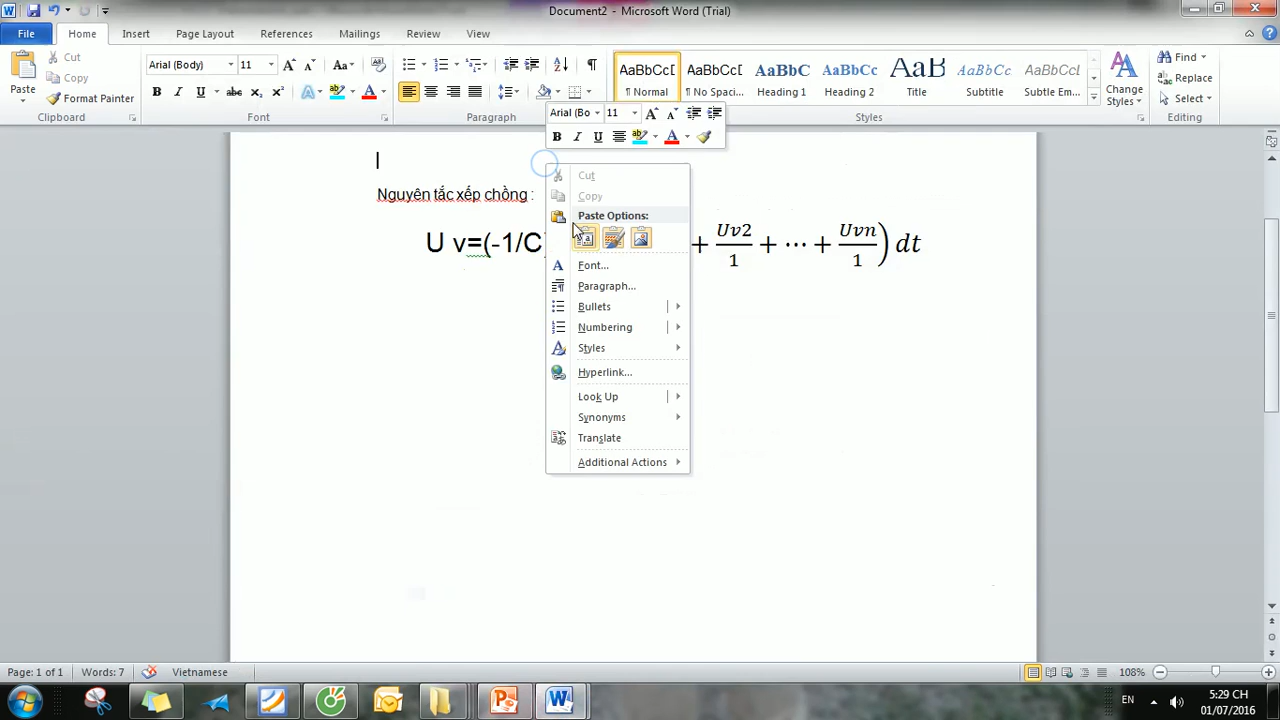 Document2 - Microsoft Word (Trial)
File Home Insert Page Layout References Mailings Review View
Paste
Cut
Copy
Format Painter
Clipboard
Arial (Body) 11
Font
Paragraph
AaBbCcD AaBbCcD AaBbC AaBbCc AaB AaBbCcD AaBbCcD
¶ Normal ¶ No Spaci... Heading 1 Heading 2 Title Subtitle Subtle Em...
Change Styles
Styles
Find
Replace
Select
Editing
Arial (Bo 11
Nguyên tắc xếp chồng :
U v=(-1/C) + Uv2/1 + ⋯ + Uvn/1) dt
Cut
Copy
Paste Options:
Font...
Paragraph...
Bullets
Numbering
Styles
Hyperlink...
Look Up
Synonyms
Translate
Additional Actions
Page: 1 of 1 Words: 7 Vietnamese 108%
EN 5:29 CH
01/07/2016